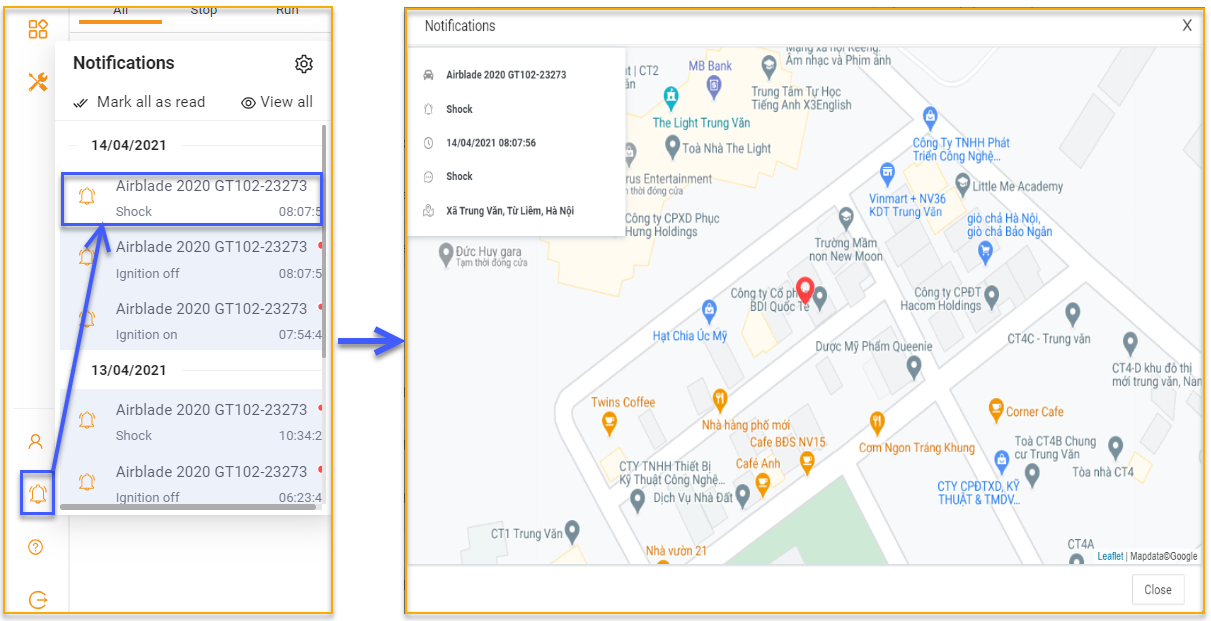 All
Stop
Run
Notifications
Mark all as read
View all
14/04/2021
Airblade 2020 GT102-23273
Shock
08:07:5
Airblade 2020 GT102-23273
Ignition off
08:07:5
Airblade 2020 GT102-23273
Ignition on
07:54:4
13/04/2021
Airblade 2020 GT102-23273
Shock
10:34:2
Airblade 2020 GT102-23273
Ignition off
06:23:4
Notifications
X
Airblade 2020 GT102-23273
Shock
14/04/2021 08:07:56
Shock
Xã Trung Văn, Từ Liêm, Hà Nội
Mạng xã hội Keeng.
Âm nhạc và Phim ảnh
CT2
MB Bank
Trung Tâm Tự Học
Tiếng Anh X3English
The Light Trung Văn
Toà Nhà The Light
Công Ty TNHH Phát
Triển Công Nghệ...
rus Entertainment
thời đóng cửa
Vinmart + NV36
KDT Trung Văn
Little Me Academy
Công ty CPXD Phục
Hưng Holdings
giò chả Hà Nội,
giò chả Bảo Ngân
Trường Mầm
non New Moon
Đức Huy gara
Tạm thời đóng cửa
Công ty Cổ phần
BDI Quốc Tế
Công ty CPĐT
Hacom Holdings
Hạt Chia Úc Mỹ
Dược Mỹ Phẩm Queenie
CT4C - Trung văn
CT4-D khu đô thị
mới trung văn, Nam
Twins Coffee
Nhà hàng phố mới
Corner Cafe
Cafe BĐS NV15
Cơm Ngon Tràng Khung
Toà CT4B Chung
cư Trung Văn
CTY TNHH Thiết Bị
Kỹ Thuật Công Nghệ...
Café Anh
Tòa nhà CT4
CTY CPĐTXD, KỸ
THUẬT & TMDV...
Dịch Vụ Nhà Đất
CT1 Trung Văn
Nhà vườn 21
CT4A
Leaflet | Mapdata©Google
Close